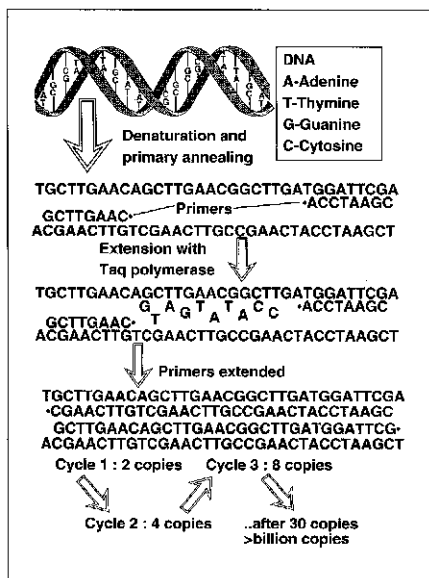 DNA
A-Adenine
T-Thymine
G-Guanine
C-Cytosine
Denaturation and
primary annealing
TGCTTGAACAGCTTGAACGGCTTGATGGATTCGA
Primers
•ACCTAAGC
GCTTGAAC•
ACGAACTTGTCGAACTTGCCGAACTACCTAAGCT
Extension with
Taq polymerase
TGCTTGAACAGCTTGAACGGCTTGATGGATTCGA
G A G T A T A C C •ACCTAAGC
T A
GCTTGAAC•
ACGAACTTGTCGAACTTGCCGAACTACCTAAGCT
Primers extended
TGCTTGAACAGCTTGAACGGCTTGATGGATTCGA
•CGAACTTGTCGAACTTGCCGAACTACCTAAGC
GCTTGAACAGCTTGAACGGCTTGATGGATTCG•
ACGAACTTGTCGAACTTGCCGAACTACCTAAGCT
Cycle 1 : 2 copies
Cycle 3 : 8 copies
Cycle 2 : 4 copies
..after 30 copies
>billion copies